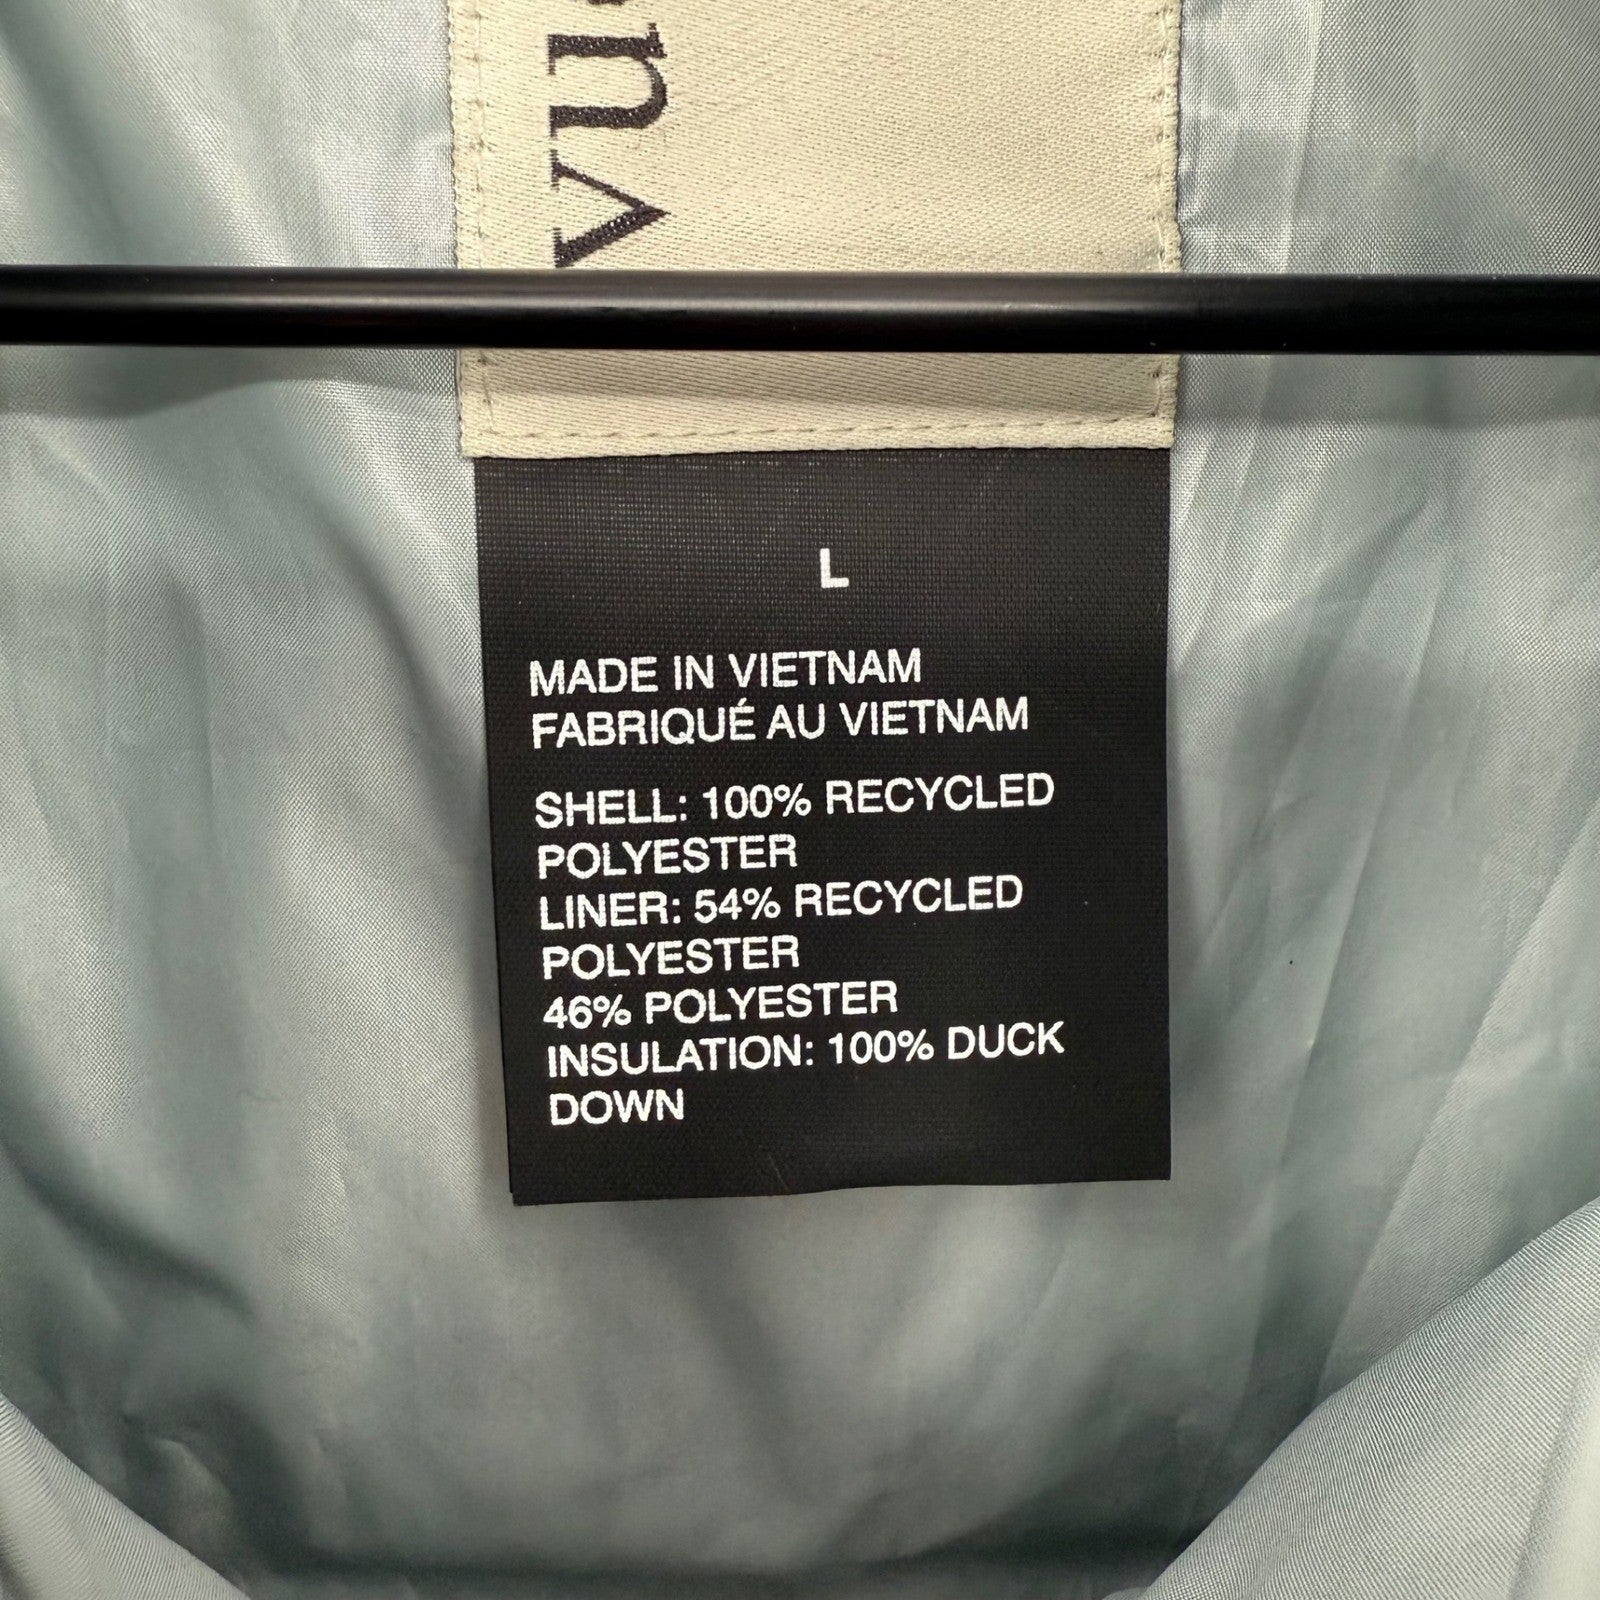 L
MADE IN VIETNAM
FABRIQUÉ AU VIETNAM
SHELL: 100% RECYCLED
POLYESTER
LINER: 54% RECYCLED
POLYESTER
46% POLYESTER
INSULATION: 100% DUCK
DOWN